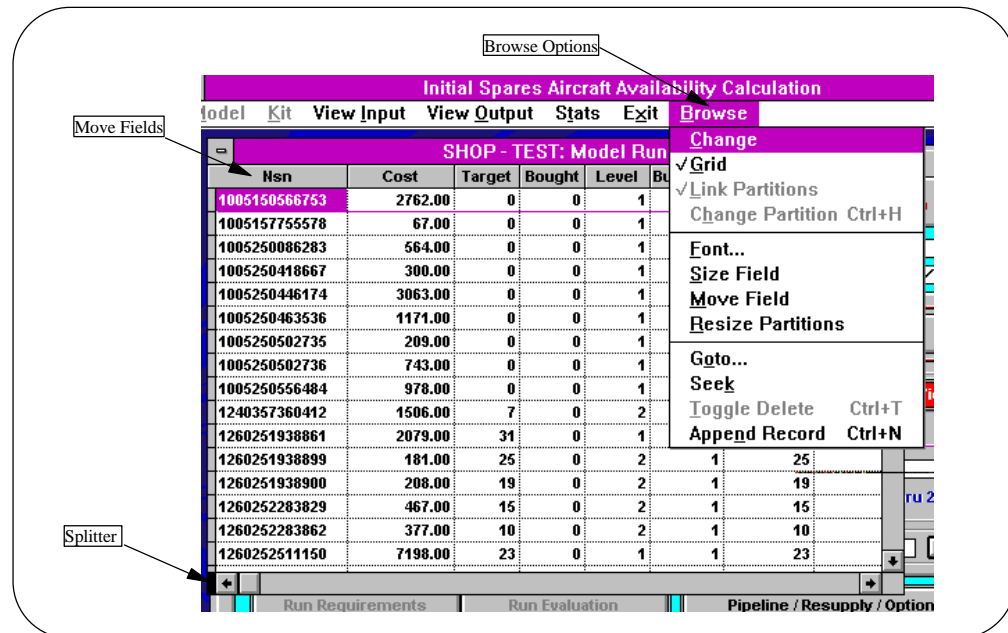 Browse Options
Move Fields
Initial Spares Aircraft Availability Calculation
Kit View Input View Output Stats Exit Browse
SHOP - TEST: Model Run
Nsn Cost Target Bought Level
1005150566753 2762.00 0 0 1
1005157755578 67.00 0 0 1
1005250086283 564.00 0 0 1
1005250418667 300.00 0 0 1
1005250446174 3063.00 0 0 1
1005250463536 1171.00 0 0 1
1005250502735 209.00 0 0 1
1005250502736 743.00 0 0 1
1005250556484 978.00 0 0 1
1240357360412 1506.00 7 0 2
1260251938861 2079.00 31 0 1
1260251938899 181.00 25 0 2 1 25
1260251938900 208.00 19 0 2 1 19
1260252283829 467.00 15 0 2 1 15
1260252283862 377.00 10 0 2 1 10
1260252511150 7198.00 23 0 1 1 23
Change
√Grid
√Link Partitions
Change Partition Ctrl+H
Font...
Size Field
Move Field
Resize Partitions
Goto...
Seek
Toggle Delete Ctrl+T
Append Record Ctrl+N
ru 2
Splitter
Run Requirements Run Evaluation Pipeline / Resupply / Option